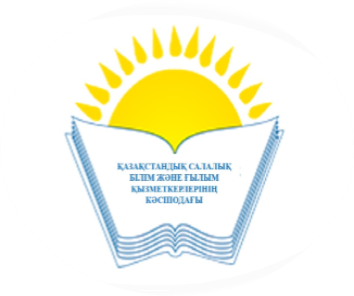 ҚАЗАҚСТАНДЫҚ САЛАЛЫҚ
БІЛІМ ЖӘНЕ ҒЫЛЫМ
ҚЫЗМЕТКЕРЛЕРІНІҢ
КӘСІПОДАҒЫ